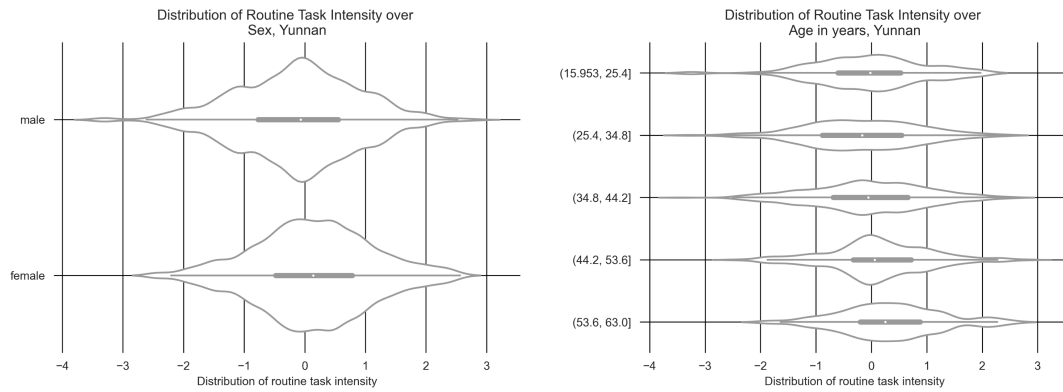 Distribution of Routine Task Intensity over
Sex, Yunnan
male
female
−4 −3 −2 −1 0 1 2 3
Distribution of routine task intensity
Distribution of Routine Task Intensity over
Age in years, Yunnan
(15.953, 25.4]
(25.4, 34.8]
(34.8, 44.2]
(44.2, 53.6]
(53.6, 63.0]
−4 −3 −2 −1 0 1 2 3
Distribution of routine task intensity